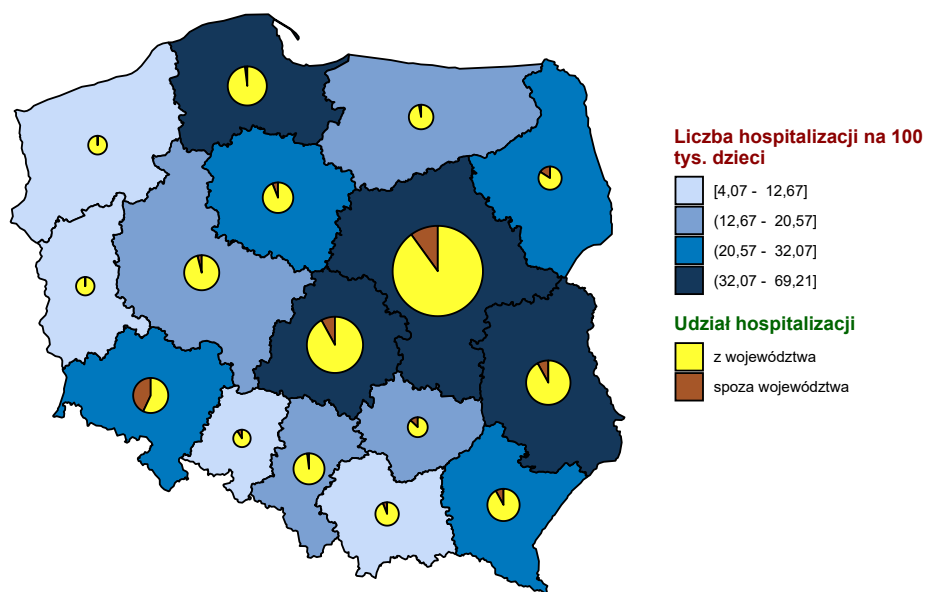 Liczba hospitalizacji na 100
tys. dzieci
[4,07 - 12,67]
(12,67 - 20,57]
(20,57 - 32,07]
(32,07 - 69,21]
Udział hospitalizacji
z województwa
spoza województwa